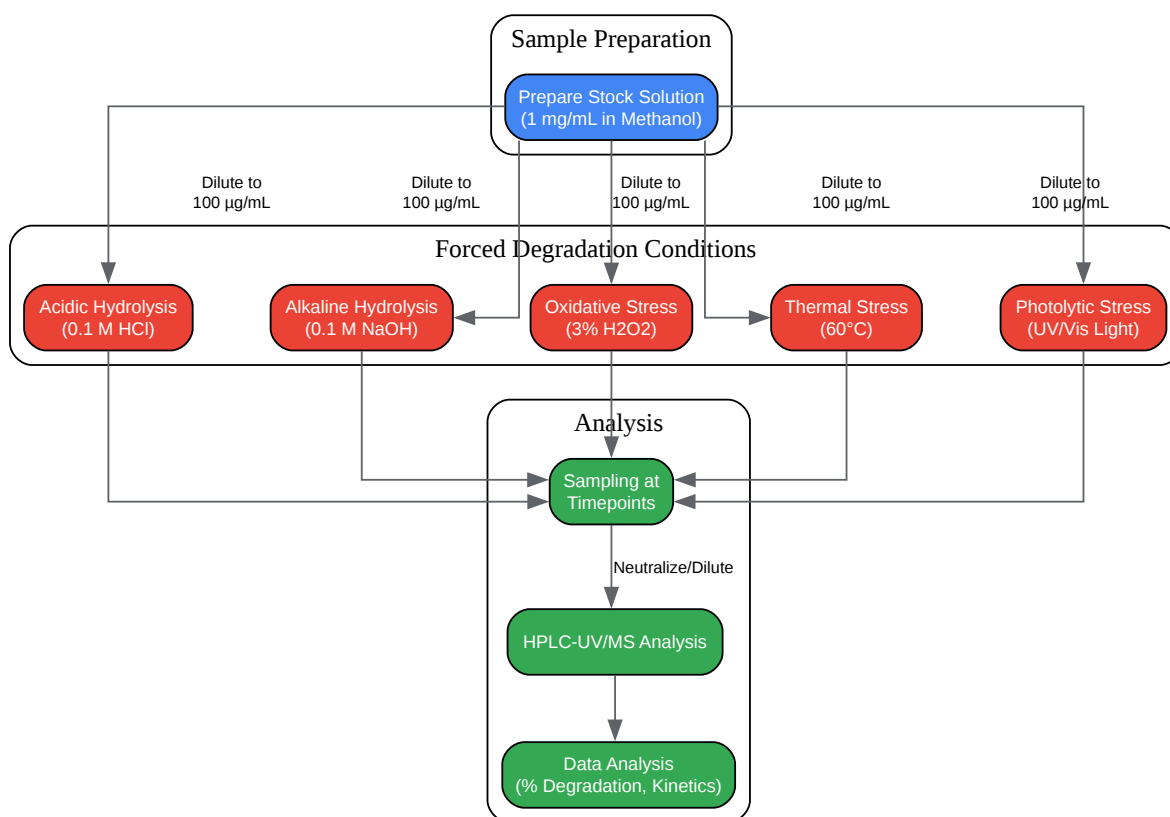 Sample Preparation
Prepare Stock Solution
(1 mg/mL in Methanol)
Dilute to
100 µg/mL
Dilute to
100 µg/mL
Dilute to
100 µg/mL
Dilute to
100 µg/mL
Dilute to
100 µg/mL
Forced Degradation Conditions
Acidic Hydrolysis
(0.1 M HCl)
Alkaline Hydrolysis
(0.1 M NaOH)
Oxidative Stress
(3% H2O2)
Thermal Stress
(60°C)
Photolytic Stress
(UV/Vis Light)
Analysis
Sampling at
Timepoints
Neutralize/Dilute
HPLC-UV/MS Analysis
Data Analysis
(% Degradation, Kinetics)